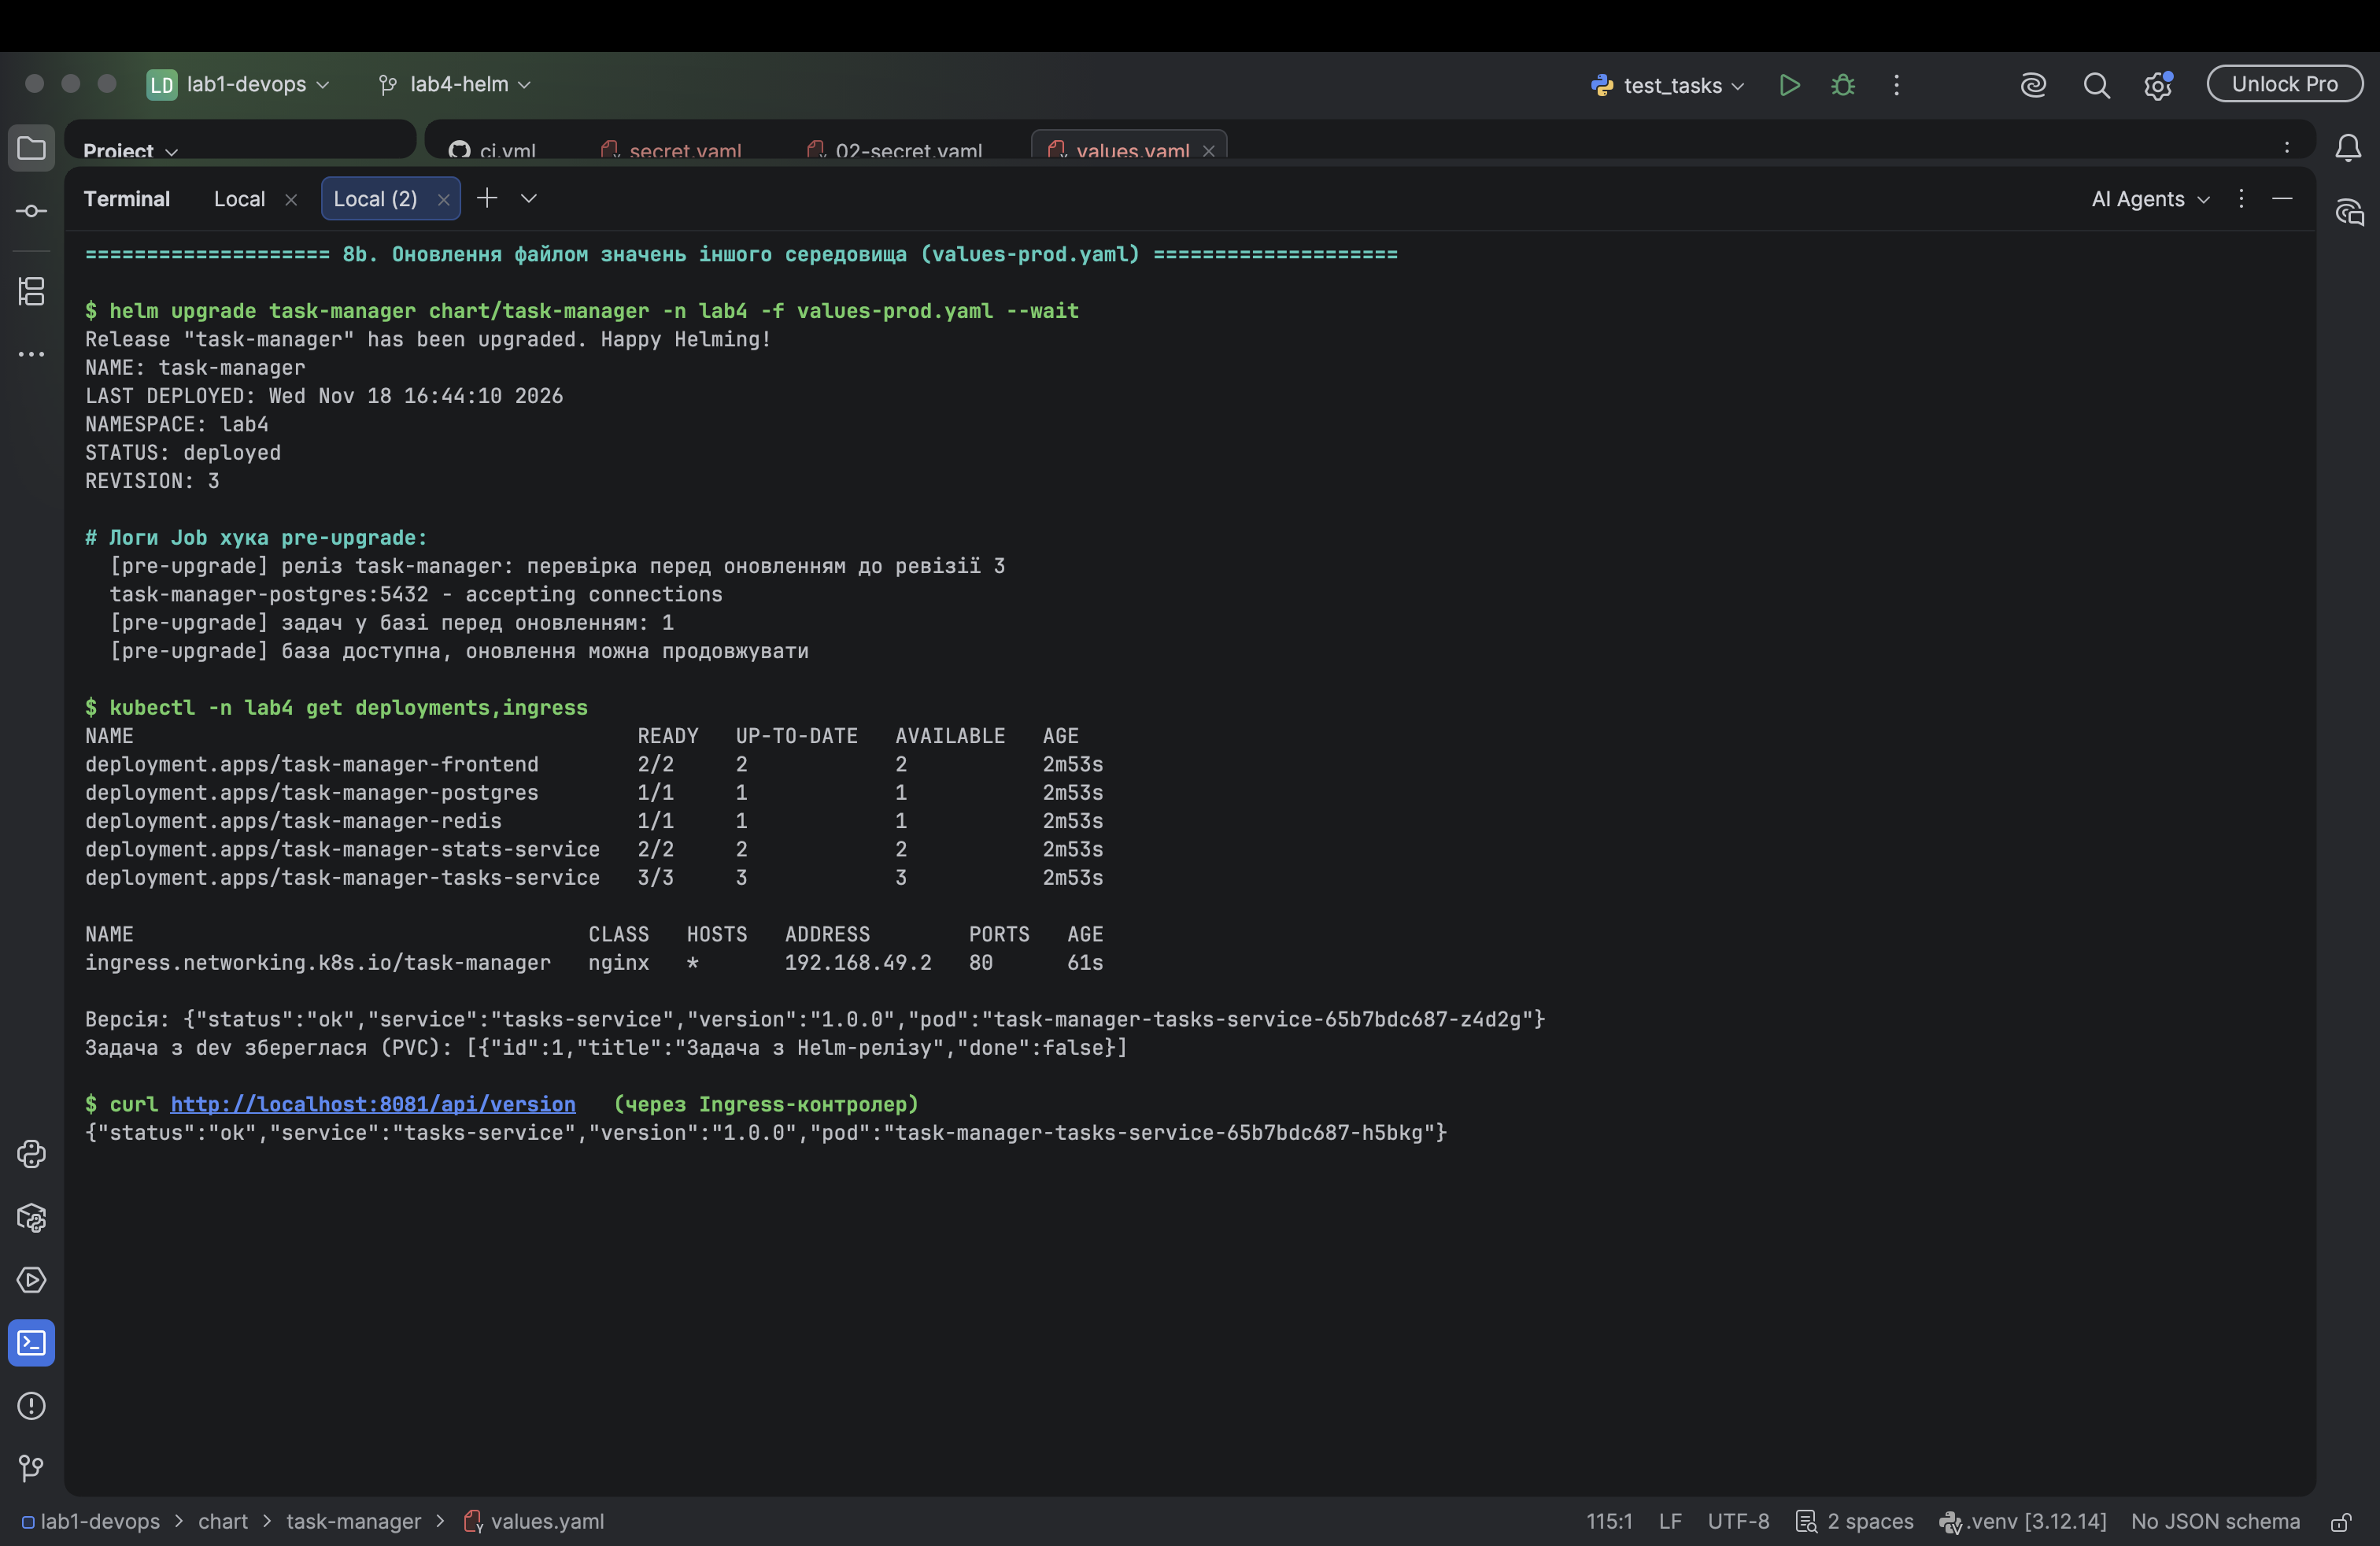 LD lab1-devops lab4-helm test_tasks Unlock Pro
Project ci.yml secret.yaml 02-secret.yaml values.yaml
Terminal Local Local (2) AI Agents
==================== 8b. Оновлення файлом значень іншого середовища (values-prod.yaml) ====================
$ helm upgrade task-manager chart/task-manager -n lab4 -f values-prod.yaml --wait
Release "task-manager" has been upgraded. Happy Helming!
NAME: task-manager
LAST DEPLOYED: Wed Nov 18 16:44:10 2026
NAMESPACE: lab4
STATUS: deployed
REVISION: 3
# Логи Job хука pre-upgrade:
[pre-upgrade] реліз task-manager: перевірка перед оновленням до ревізії 3
task-manager-postgres:5432 - accepting connections
[pre-upgrade] задач у базі перед оновленням: 1
[pre-upgrade] база доступна, оновлення можна продовжувати
$ kubectl -n lab4 get deployments,ingress
NAME READY UP-TO-DATE AVAILABLE AGE
deployment.apps/task-manager-frontend 2/2 2 2 2m53s
deployment.apps/task-manager-postgres 1/1 1 1 2m53s
deployment.apps/task-manager-redis 1/1 1 1 2m53s
deployment.apps/task-manager-stats-service 2/2 2 2 2m53s
deployment.apps/task-manager-tasks-service 3/3 3 3 2m53s
NAME CLASS HOSTS ADDRESS PORTS AGE
ingress.networking.k8s.io/task-manager nginx * 192.168.49.2 80 61s
Версія: {"status":"ok","service":"tasks-service","version":"1.0.0","pod":"task-manager-tasks-service-65b7bdc687-z4d2g"}
Задача з dev збереглася (PVC): [{"id":1,"title":"Задача з Helm-релізу","done":false}]
$ curl http://localhost:8081/api/version (через Ingress-контролер)
{"status":"ok","service":"tasks-service","version":"1.0.0","pod":"task-manager-tasks-service-65b7bdc687-h5bkg"}
lab1-devops > chart > task-manager > values.yaml 115:1 LF UTF-8 2 spaces .venv [3.12.14] No JSON schema